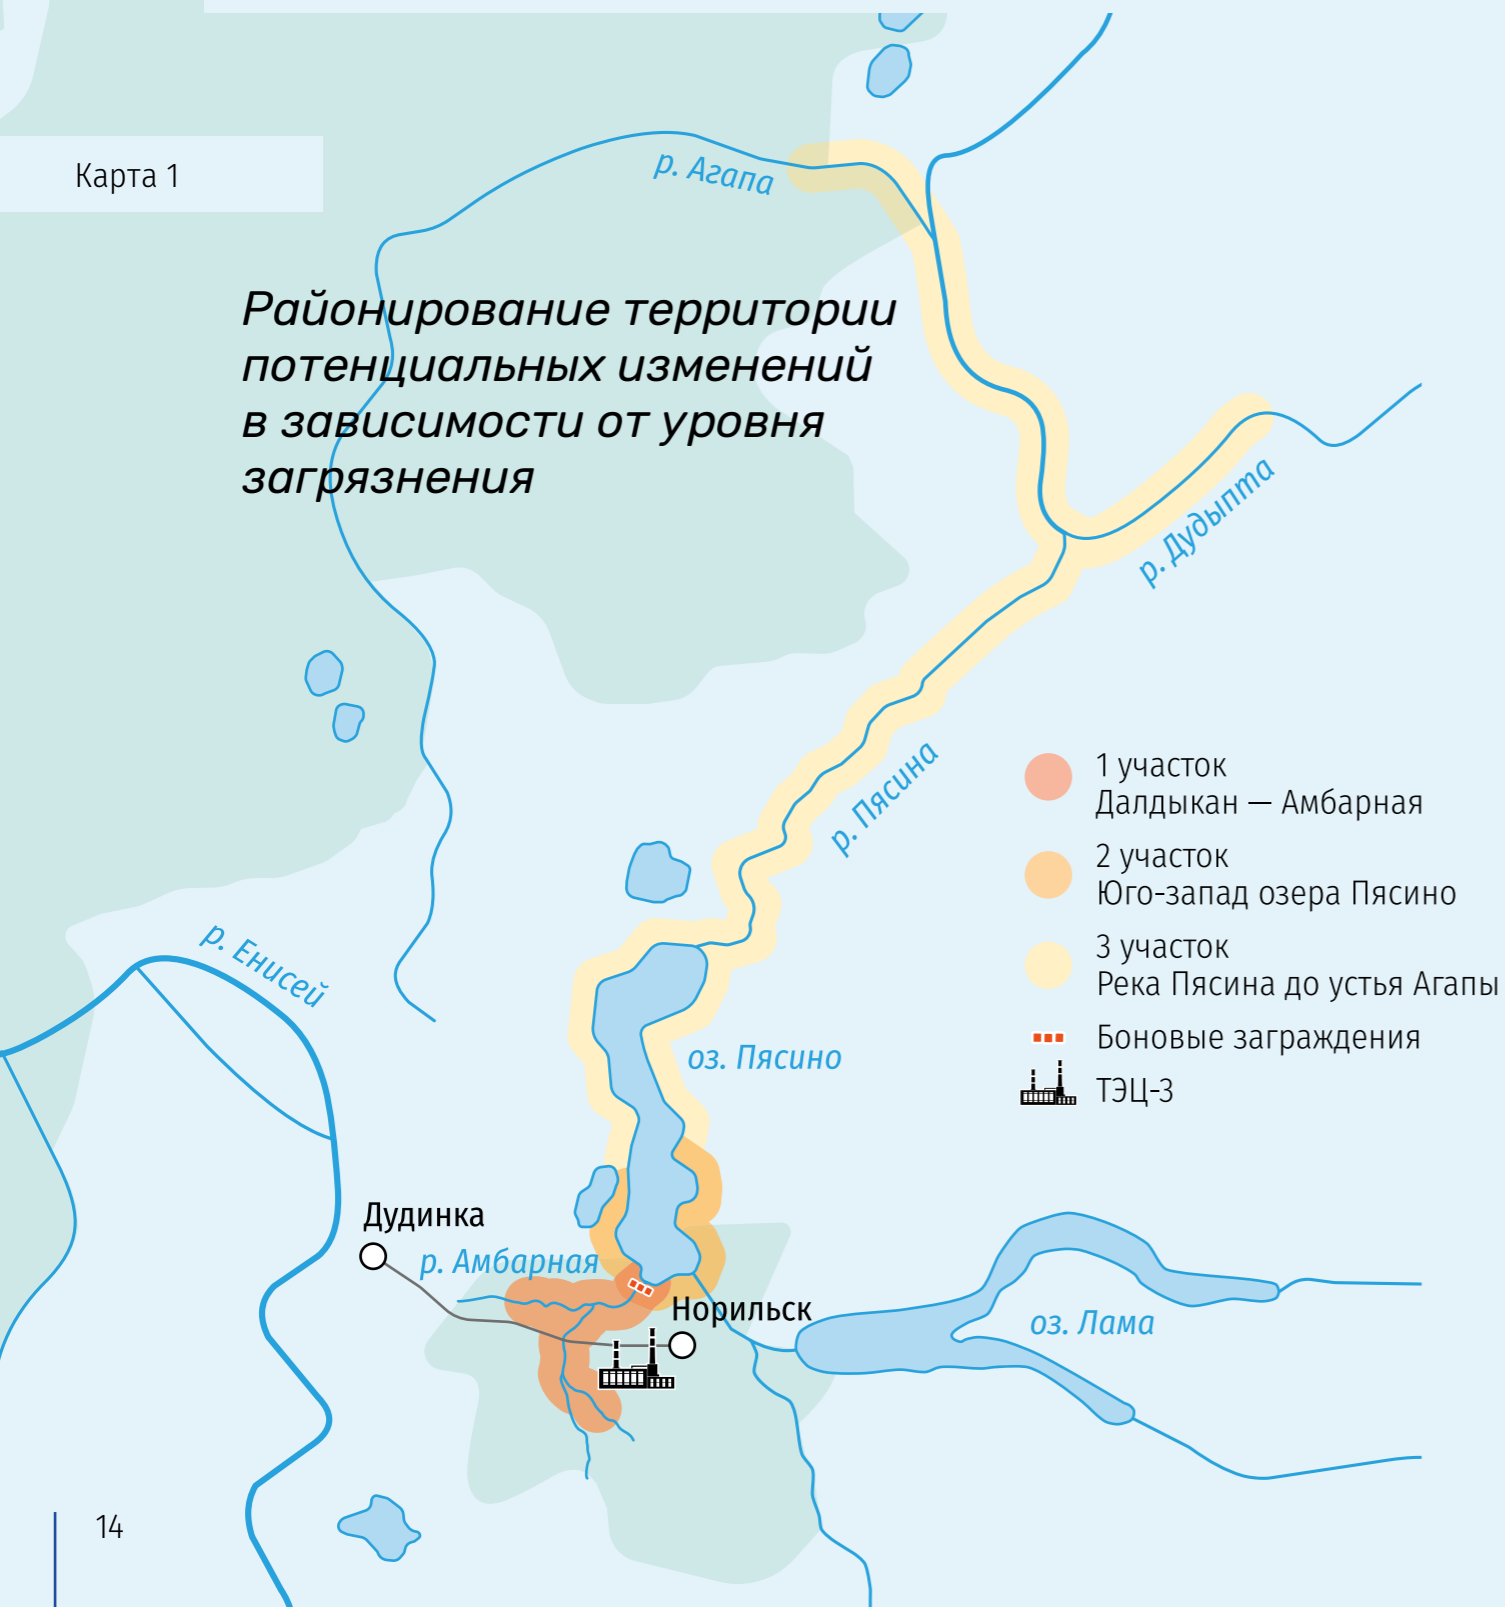 Карта 1
р. Агапа
Районирование территории
потенциальных изменений
в зависимости от уровня
загрязнения
р. Дудыпта
р. Пясина
1 участок
Далдыкан — Амбарная
2 участок
Юго-запад озера Пясино
3 участок
Река Пясина до устья Агапы
Боновые заграждения
ТЭЦ-3
р. Енисей
оз. Пясино
Дудинка
р. Амбарная
Норильск
оз. Лама
14